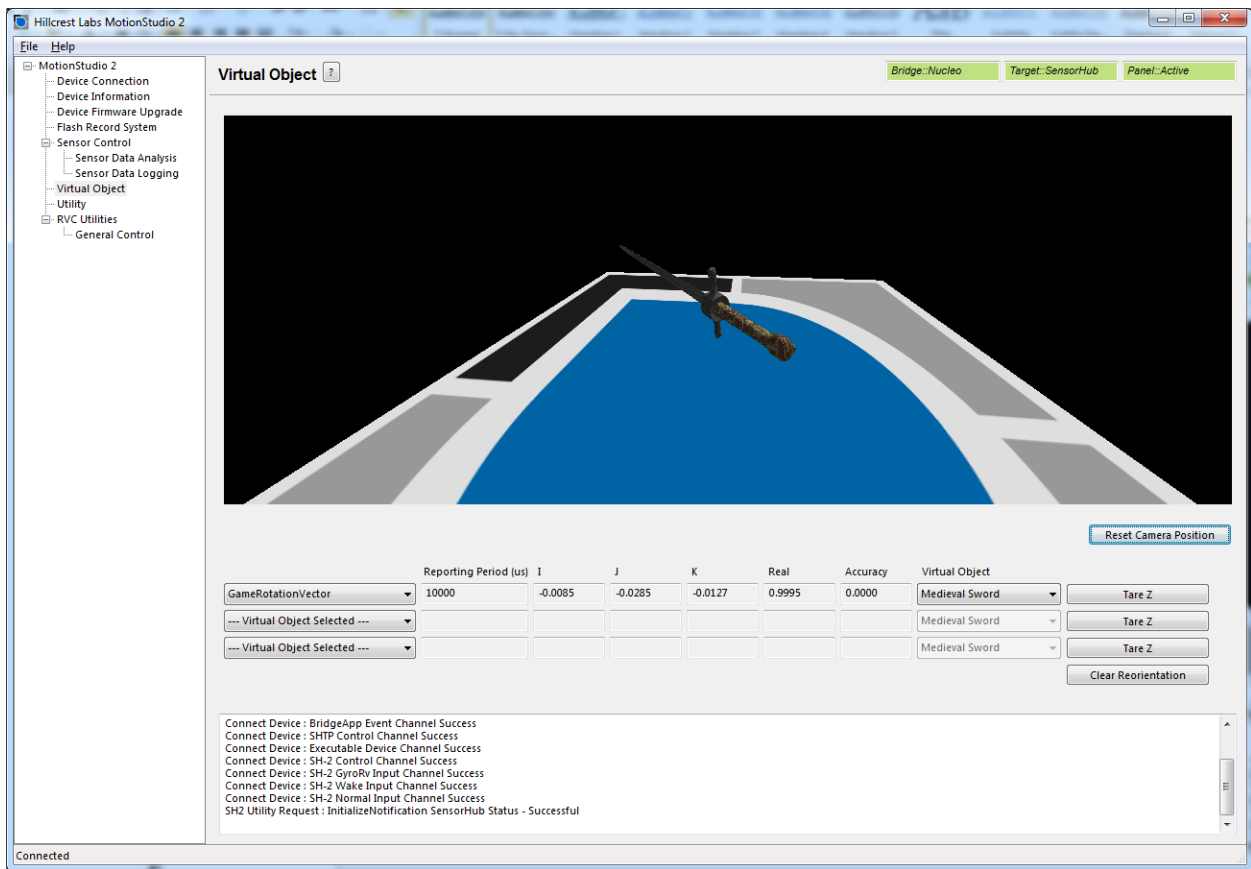 Hillcrest Labs MotionStudio 2
File Help
MotionStudio 2
Device Connection
Device Information
Device Firmware Upgrade
Flash Record System
Sensor Control
Sensor Data Analysis
Sensor Data Logging
Virtual Object
Utility
RVC Utilities
General Control
Virtual Object ?
Bridge::Nucleo Target::SensorHub Panel::Active
Reset Camera Position
Reporting Period (us) I J K Real Accuracy Virtual Object
GameRotationVector 10000 -0.0085 -0.0285 -0.0127 0.9995 0.0000 Medieval Sword Tare Z
--- Virtual Object Selected --- Medieval Sword Tare Z
--- Virtual Object Selected --- Medieval Sword Tare Z
Clear Reorientation
Connect Device : BridgeApp Event Channel Success
Connect Device : SHTP Control Channel Success
Connect Device : Executable Device Channel Success
Connect Device : SH-2 Control Channel Success
Connect Device : SH-2 GyroRv Input Channel Success
Connect Device : SH-2 Wake Input Channel Success
Connect Device : SH-2 Normal Input Channel Success
SH2 Utility Request : InitializeNotification SensorHub Status - Successful
Connected